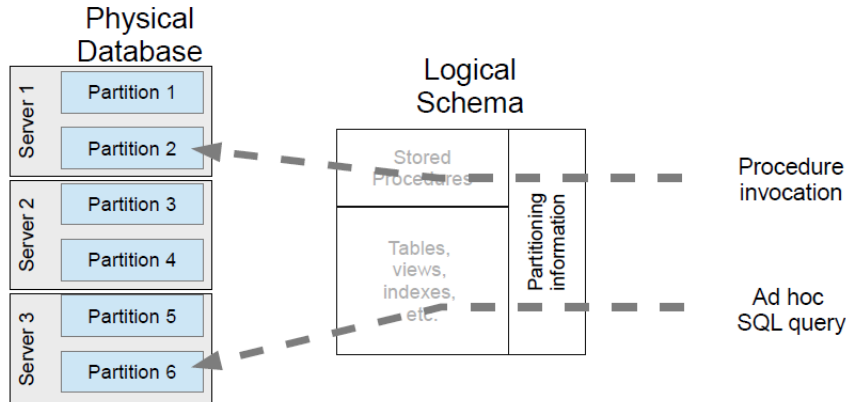 Physical
Database
Server 1
Partition 1
Partition 2
Server 2
Partition 3
Partition 4
Server 3
Partition 5
Partition 6
Logical
Schema
Stored
Procedures
Tables,
views,
indexes,
etc.
Partitioning
information
Procedure
invocation
Ad hoc
SQL query